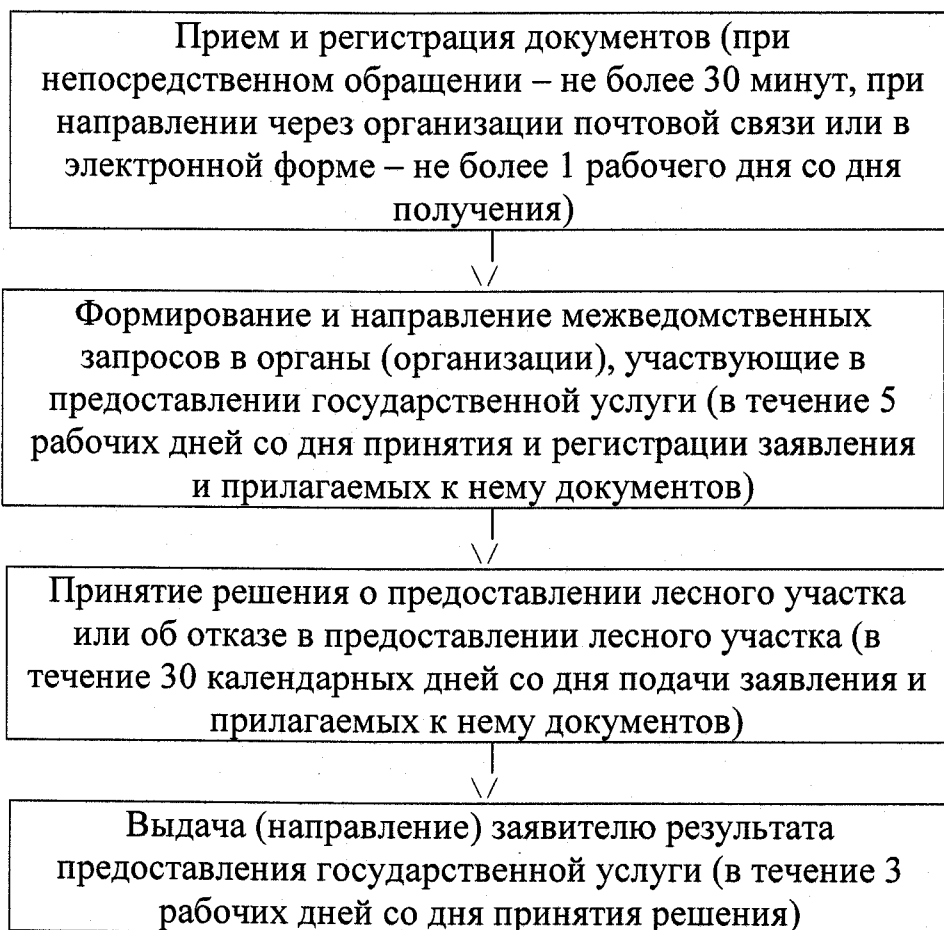 Прием и регистрация документов (при
непосредственном обращении – не более 30 минут, при
направлении через организации почтовой связи или в
электронной форме – не более 1 рабочего дня со дня
получения)
Формирование и направление межведомственных
запросов в органы (организации), участвующие в
предоставлении государственной услуги (в течение 5
рабочих дней со дня принятия и регистрации заявления
и прилагаемых к нему документов)
Принятие решения о предоставлении лесного участка
или об отказе в предоставлении лесного участка (в
течение 30 календарных дней со дня подачи заявления и
прилагаемых к нему документов)
Выдача (направление) заявителю результата
предоставления государственной услуги (в течение 3
рабочих дней со дня принятия решения)